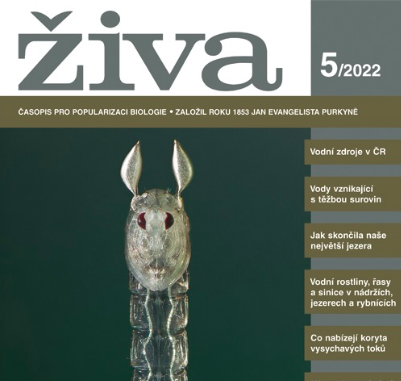 živa
5/2022
ČASOPIS PRO POPULARIZACI BIOLOGIE • ZALOŽIL ROKU 1853 JAN EVANGELISTA PURKYNĚ
Vodní zdroje v ČR
Vody vznikající
s těžbou surovin
Jak skončila naše
největší jezera
Vodní rostliny, řasy
a sinice v nádržích,
jezerech a rybnících
Co nabízejí koryta
vysychavých toků